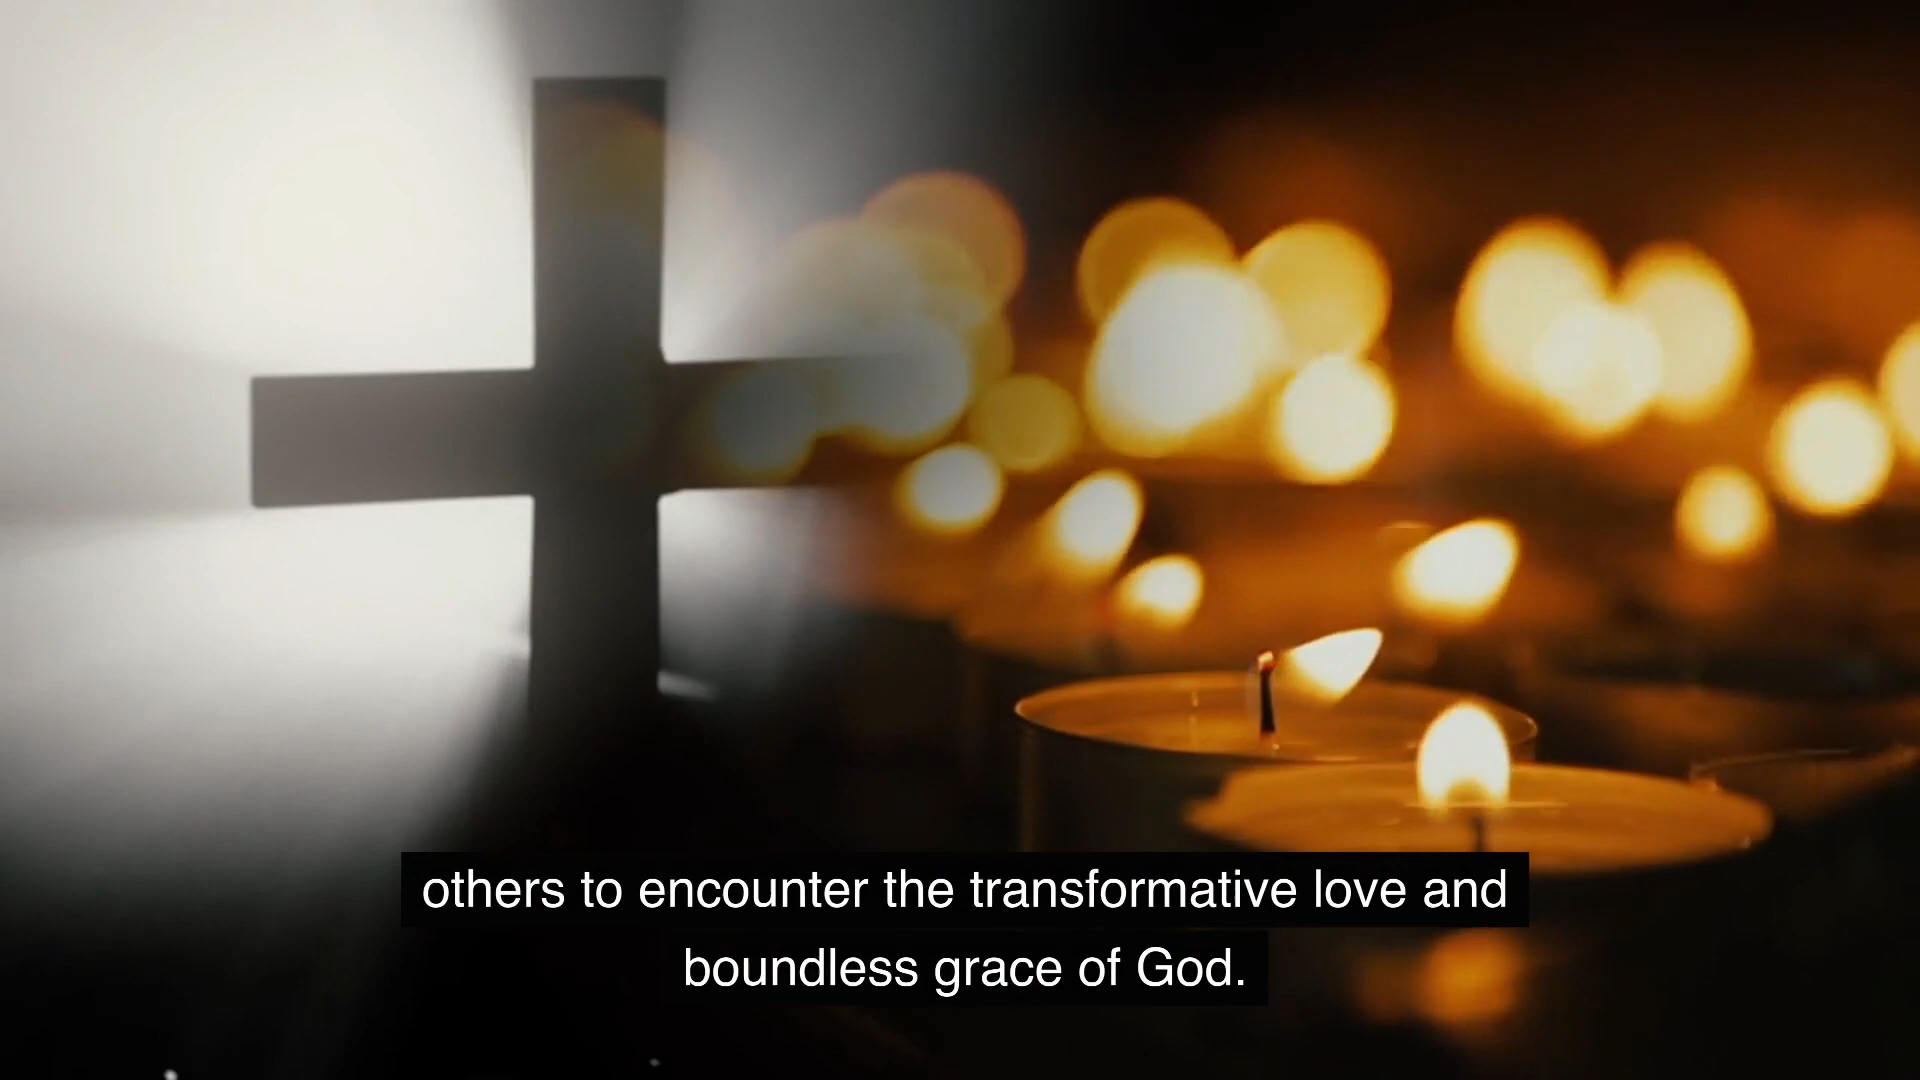 others to encounter the transformative love and
boundless grace of God.